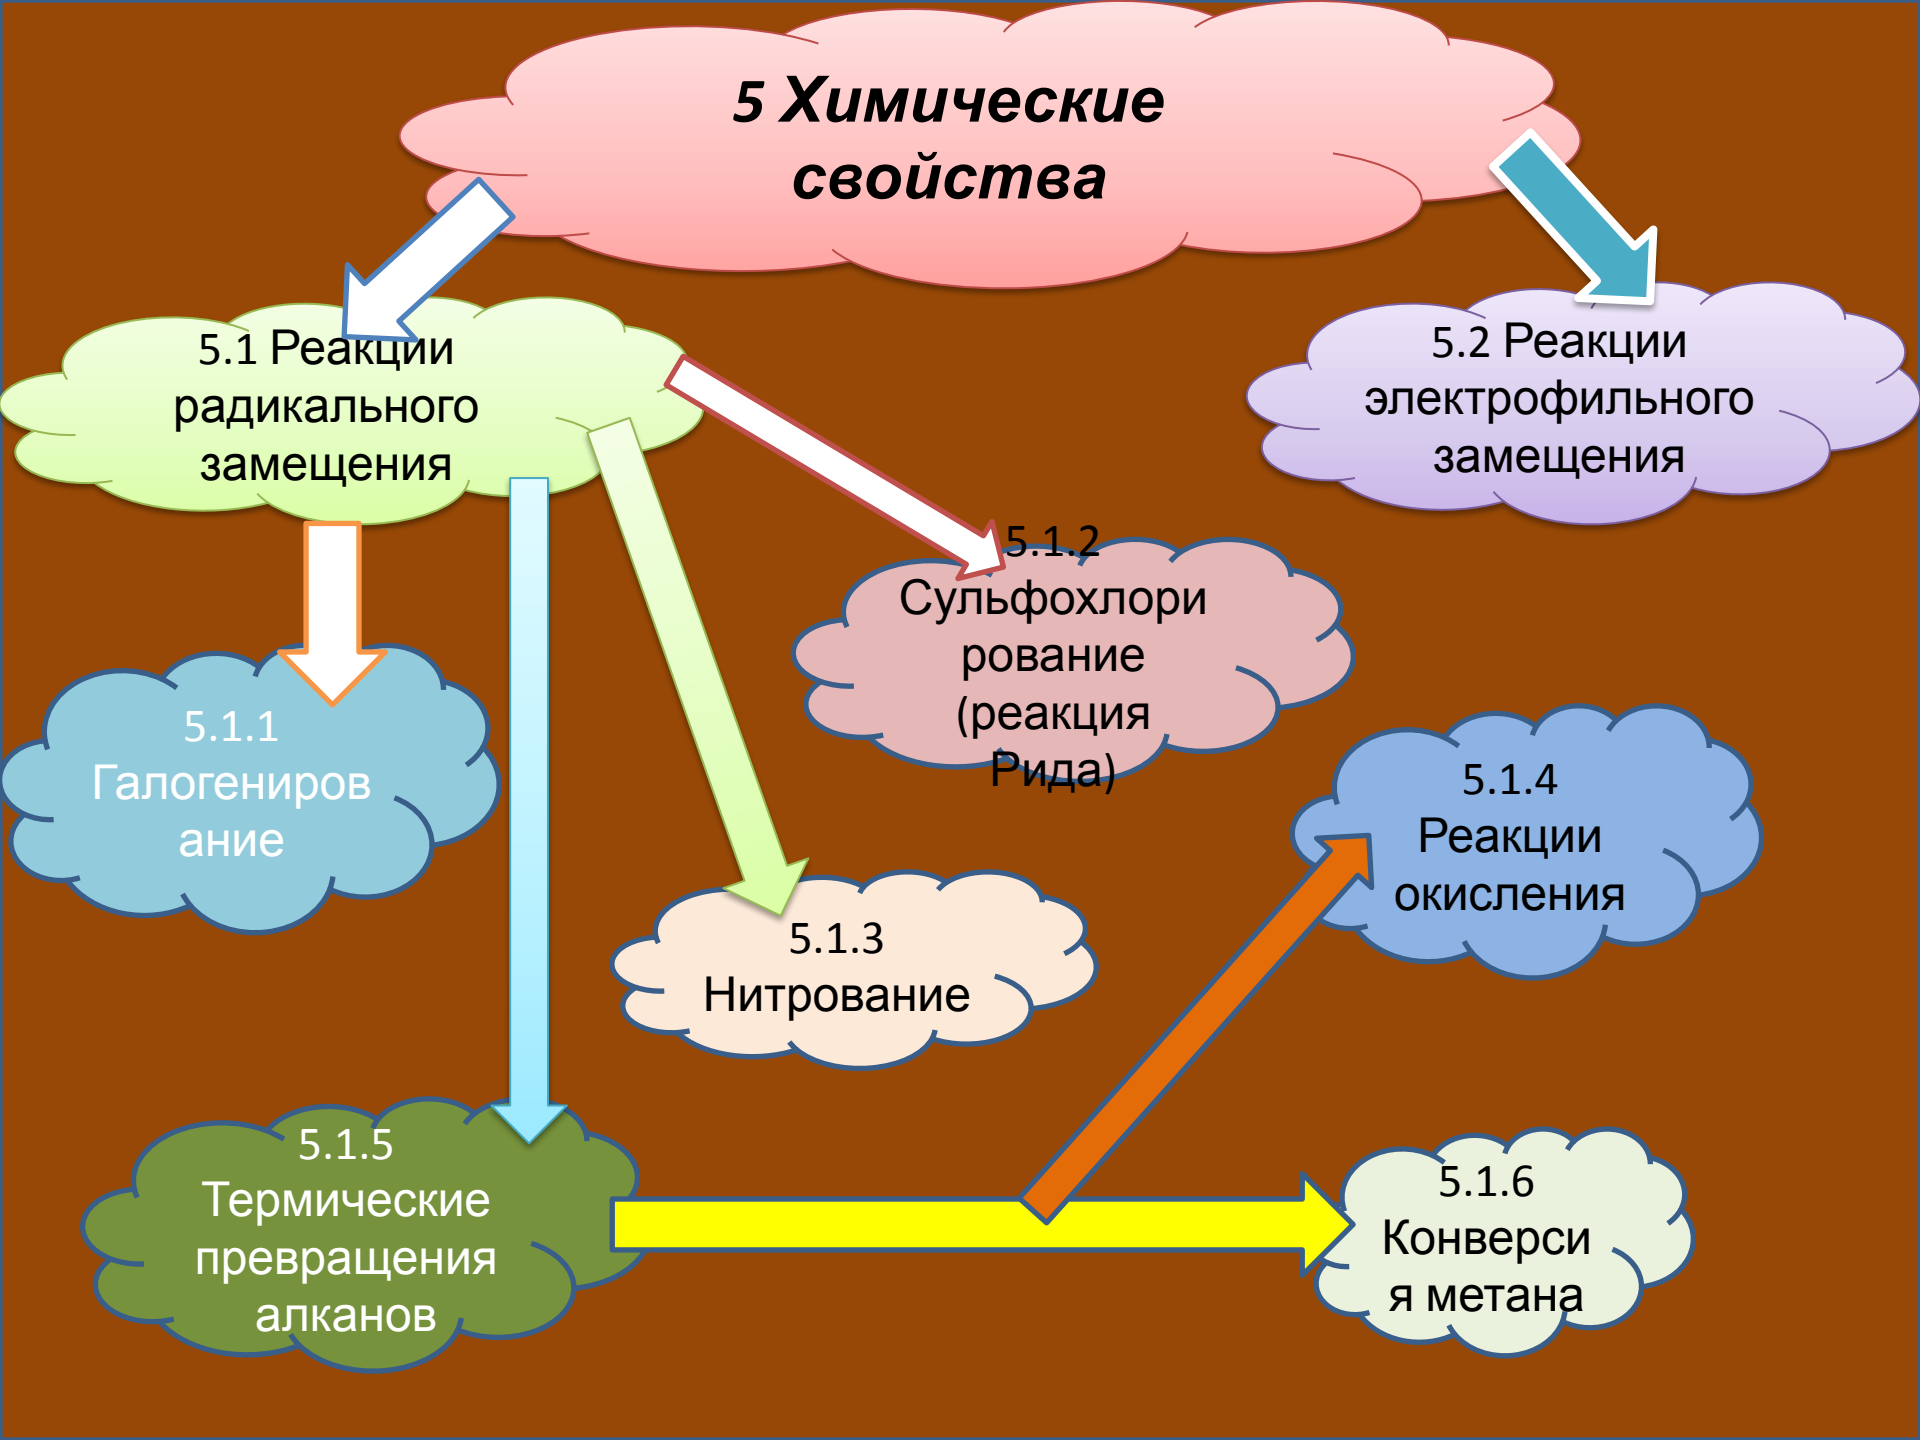 5 Химические
свойства
5.1 Реакции
радикального
замещения
5.2 Реакции
электрофильного
замещения
5.1.2
Сульфохлори
рование
(реакция
Рида)
5.1.1
Галогениров
ание
5.1.4
Реакции
окисления
5.1.3
Нитрование
5.1.5
Термические
превращения
алканов
5.1.6
Конверси
я метана